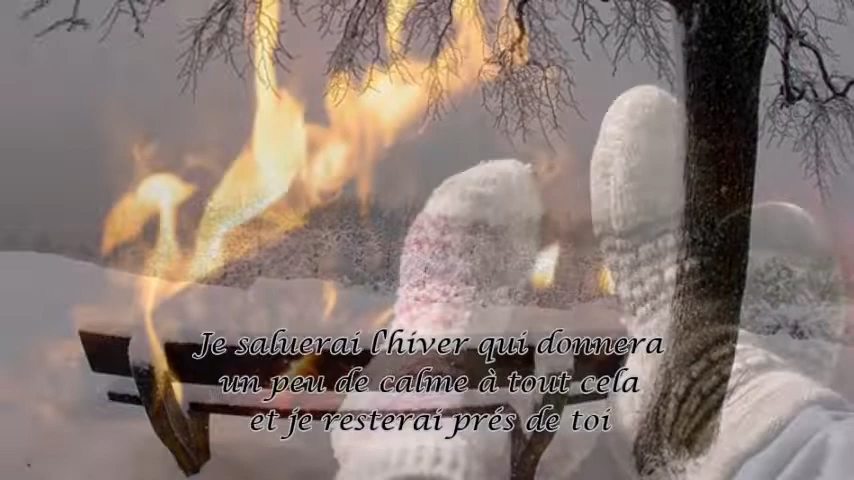 Je saluerai l'hiver qui donnera
un peu de calme à tout cela
et je resterai prés de toi